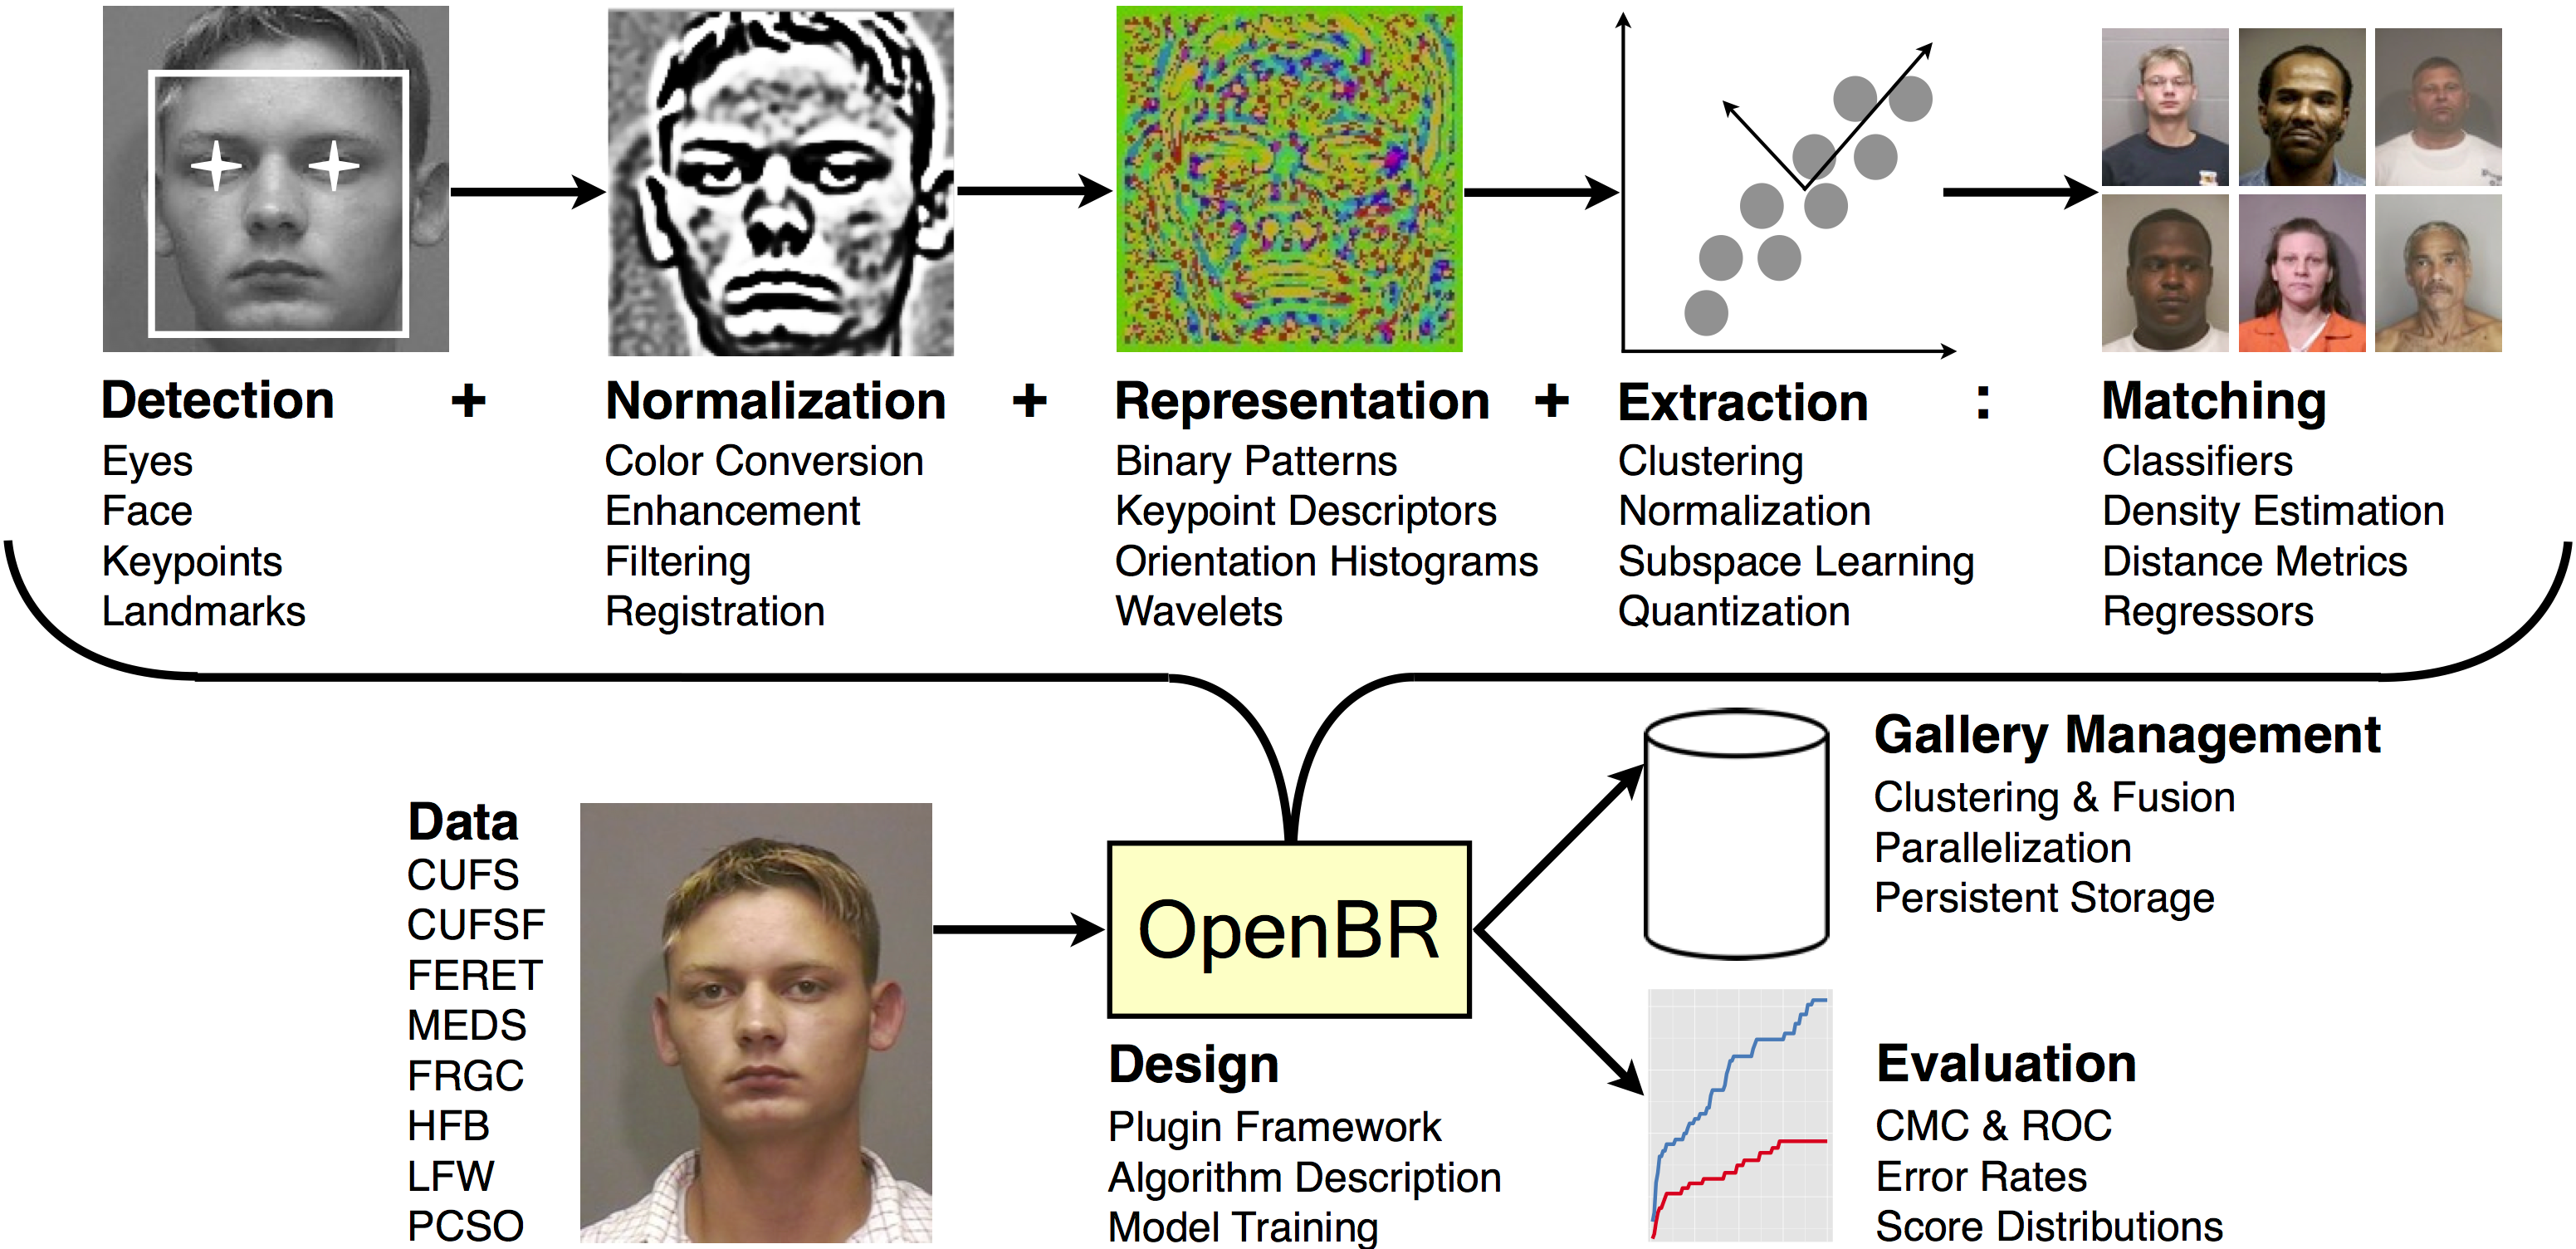 Detection + Normalization + Representation + Extraction : Matching
Eyes
Face
Keypoints
Landmarks
Color Conversion
Enhancement
Filtering
Registration
Binary Patterns
Keypoint Descriptors
Orientation Histograms
Wavelets
Clustering
Normalization
Subspace Learning
Quantization
Classifiers
Density Estimation
Distance Metrics
Regressors
Data
CUFS
CUFSF
FERET
MEDS
FRGC
HFB
LFW
PCSO
OpenBR
Design
Plugin Framework
Algorithm Description
Model Training
Gallery Management
Clustering & Fusion
Parallelization
Persistent Storage
Evaluation
CMC & ROC
Error Rates
Score Distributions